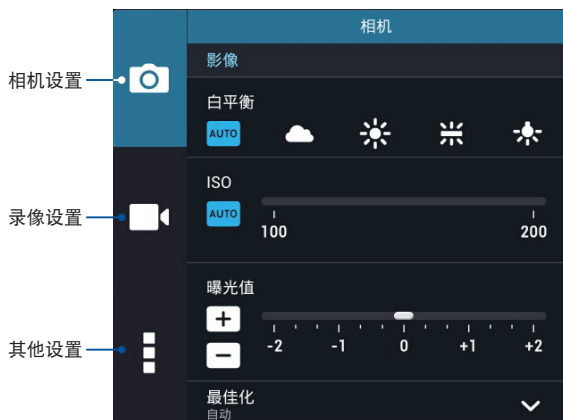 相机
影像
相机设置
白平衡
AUTO
ISO
AUTO
100 200
录像设置
曝光值
+
-2 -1 0 +1 +2
−
其他设置
最佳化
自动